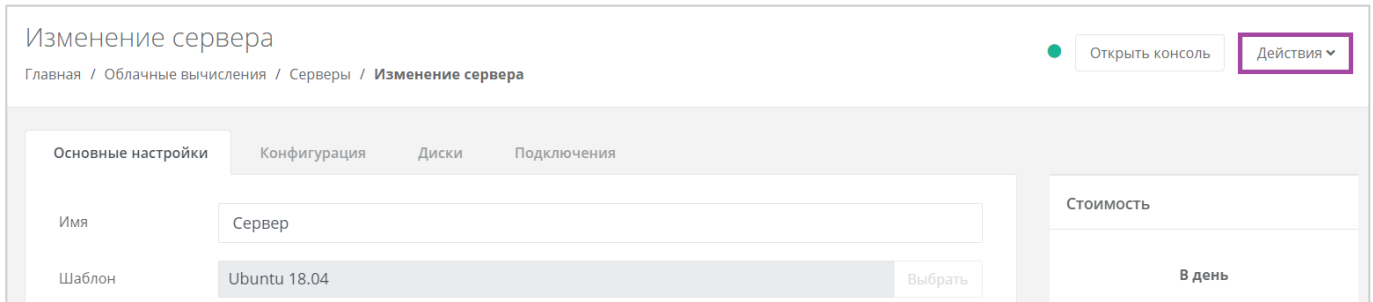 Изменение сервера
Открыть консоль
Действия
Главная / Облачные вычисления / Серверы / Изменение сервера
Основные настройки Конфигурация Диски Подключения
Стоимость
Имя Сервер
Шаблон Ubuntu 18.04 Выбрать
В день